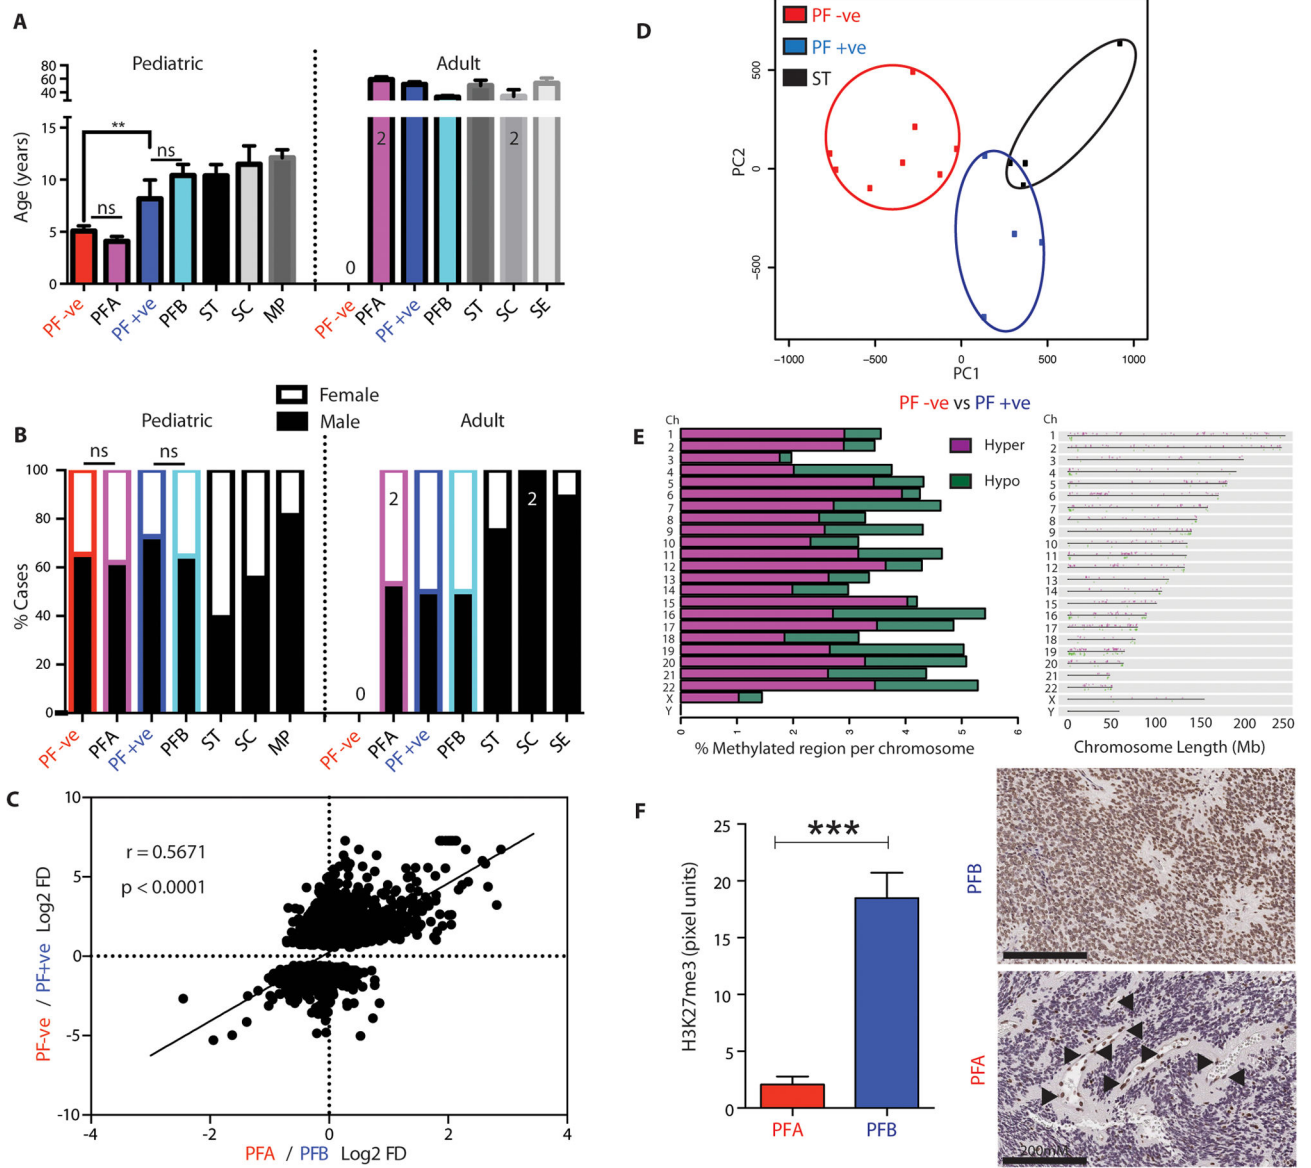 A
Pediatric
Adult
Age (years)
80
60
40
15
10
5
0
**
ns
ns
2
2
0
PF -ve
PFA
PF +ve
PFB
ST
SC
MP
PF -ve
PFA
PF +ve
PFB
ST
SC
SE
B
Female
Male
Pediatric
Adult
% Cases
100
80
60
40
20
0
ns
ns
2
2
0
PF -ve
PFA
PF +ve
PFB
ST
SC
MP
PF -ve
PFA
PF +ve
PFB
ST
SC
SE
C
r = 0.5671
p < 0.0001
PF-ve / PF+ve Log2 FD
10
5
0
-5
-10
-4
-2
0
2
4
PFA / PFB Log2 FD
D
PF -ve
PF +ve
ST
PC2
500
0
−500
−1000
−500
0
500
1000
PC1
E
PF -ve vs PF +ve
Ch
1
2
3
4
5
6
7
8
9
10
11
12
13
14
15
16
17
18
19
20
21
22
X
Y
Hyper
Hypo
0
1
2
3
4
5
6
% Methylated region per chromosome
Ch
1
2
3
4
5
6
7
8
9
10
11
12
13
14
15
16
17
18
19
20
21
22
X
Y
0
50
100
150
200
250
Chromosome Length (Mb)
F
H3K27me3 (pixel units)
25
20
15
10
5
0
***
PFA
PFB
PFB
PFA